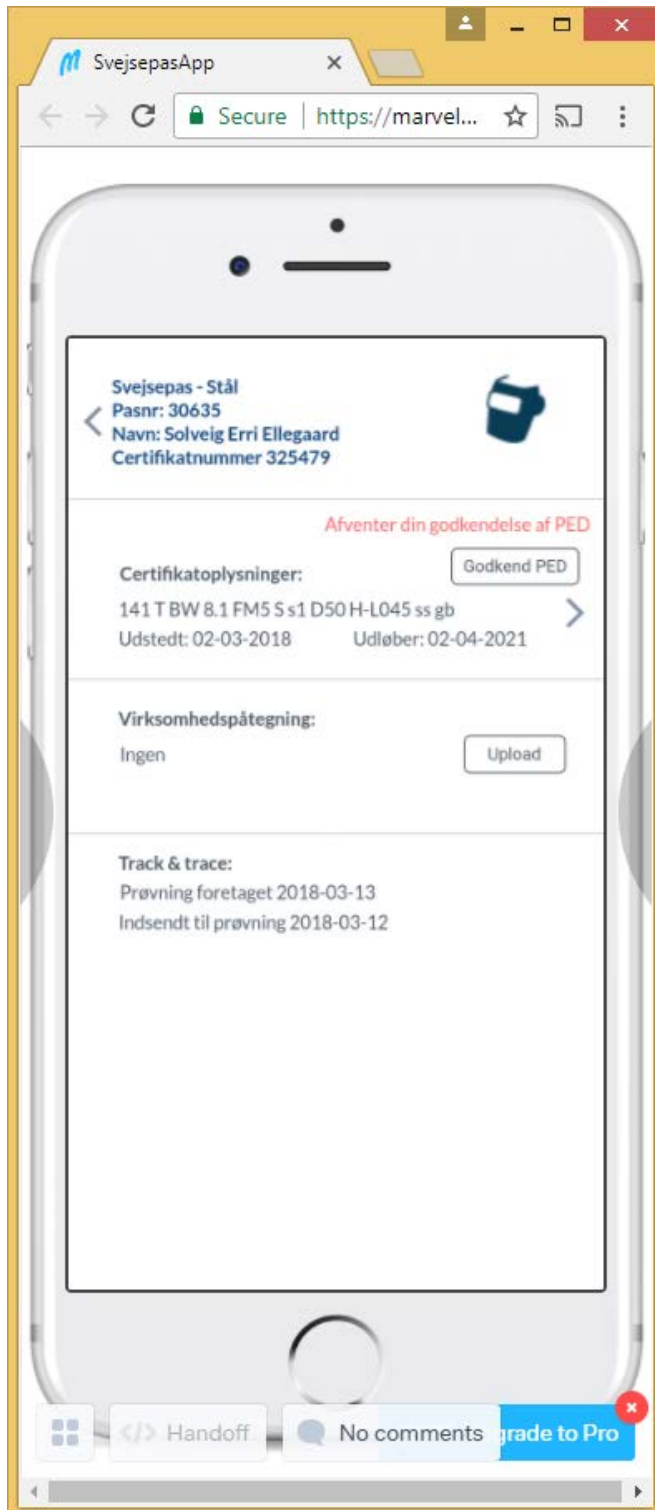 SvejsepasApp
Secure | https://marvel...
Svejsepas - Stål
Pasnr: 30635
Navn: Solveig Erri Ellegaard
Certifikatnummer 325479
Afventer din godkendelse af PED
Certifikatoplysninger:
Godkend PED
141 T BW 8.1 FM5 S s1 D50 H-L045 ss gb
Udstedt: 02-03-2018 Udløber: 02-04-2021
Virksomhedspåtegning:
Ingen
Upload
Track & trace:
Prøvning foretaget 2018-03-13
Indsendt til prøvning 2018-03-12
</> Handoff
No comments
grade to Pro